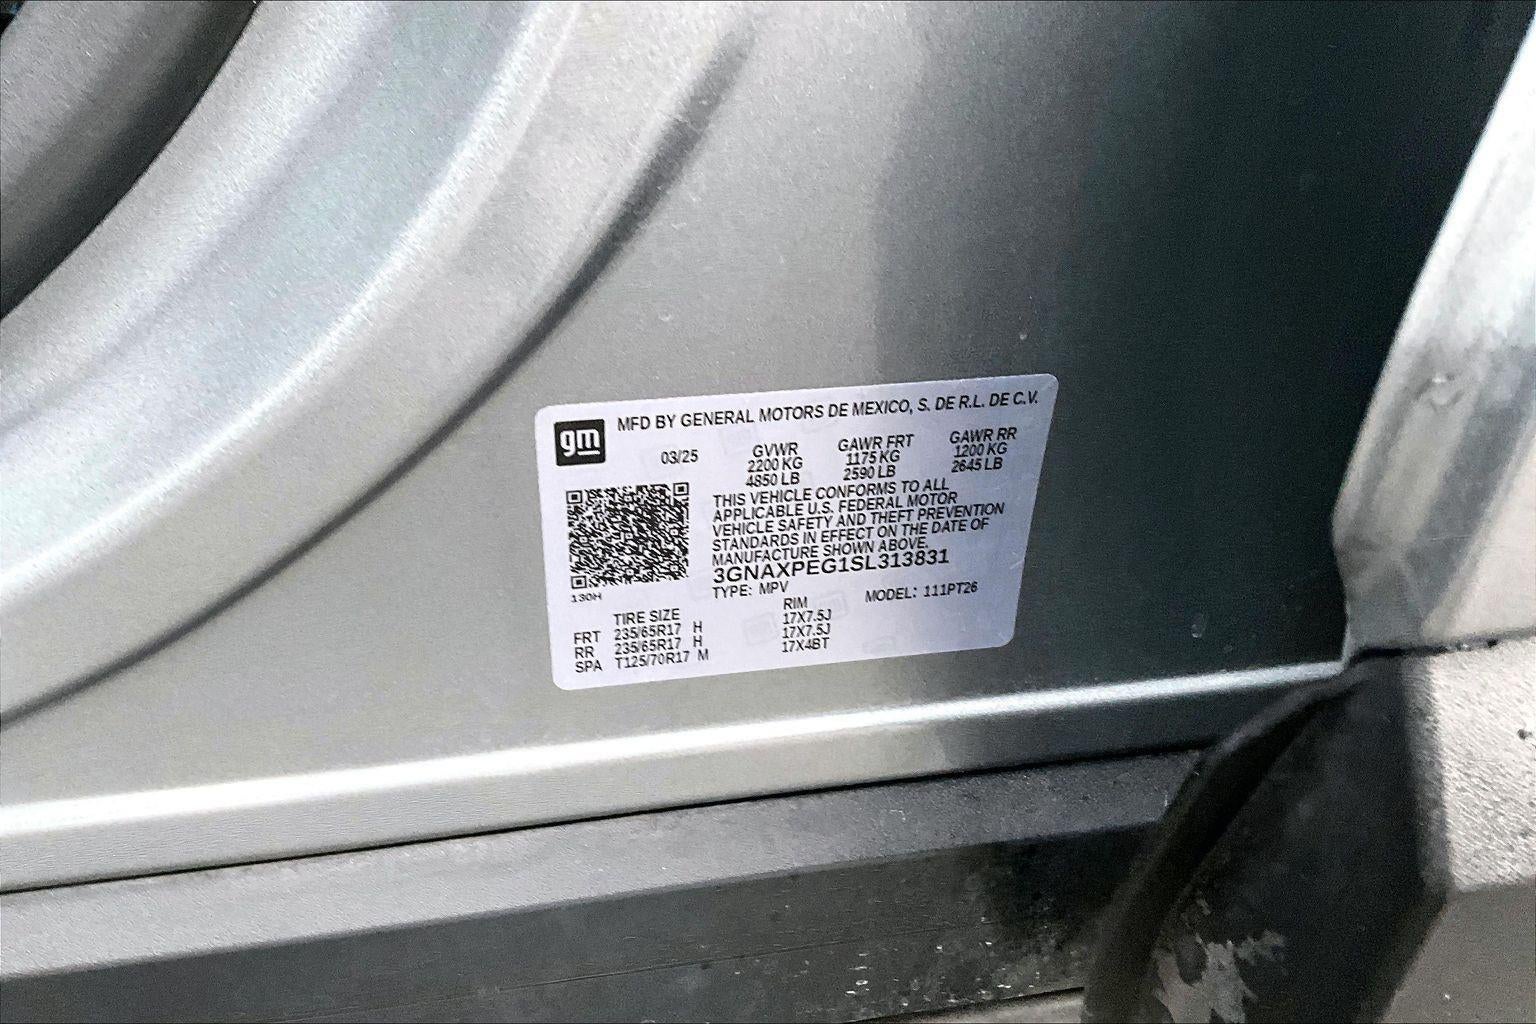 gm
MFD BY GENERAL MOTORS DE MEXICO, S. DE R.L. DE C.V.
03/25 GVWR GAWR FRT GAWR RR
2200 KG 1175 KG 1200 KG
4850 LB 2590 LB 2645 LB
THIS VEHICLE CONFORMS TO ALL
APPLICABLE U.S. FEDERAL MOTOR
VEHICLE SAFETY AND THEFT PREVENTION
STANDARDS IN EFFECT ON THE DATE OF
MANUFACTURE SHOWN ABOVE.
3GNAXPEG1SL313831
TYPE: MPV MODEL: 111PT26
130H
TIRE SIZE RIM
FRT 235/65R17 H 17X7.5J
RR 235/65R17 H 17X7.5J
SPA T125/70R17 M 17X4BT